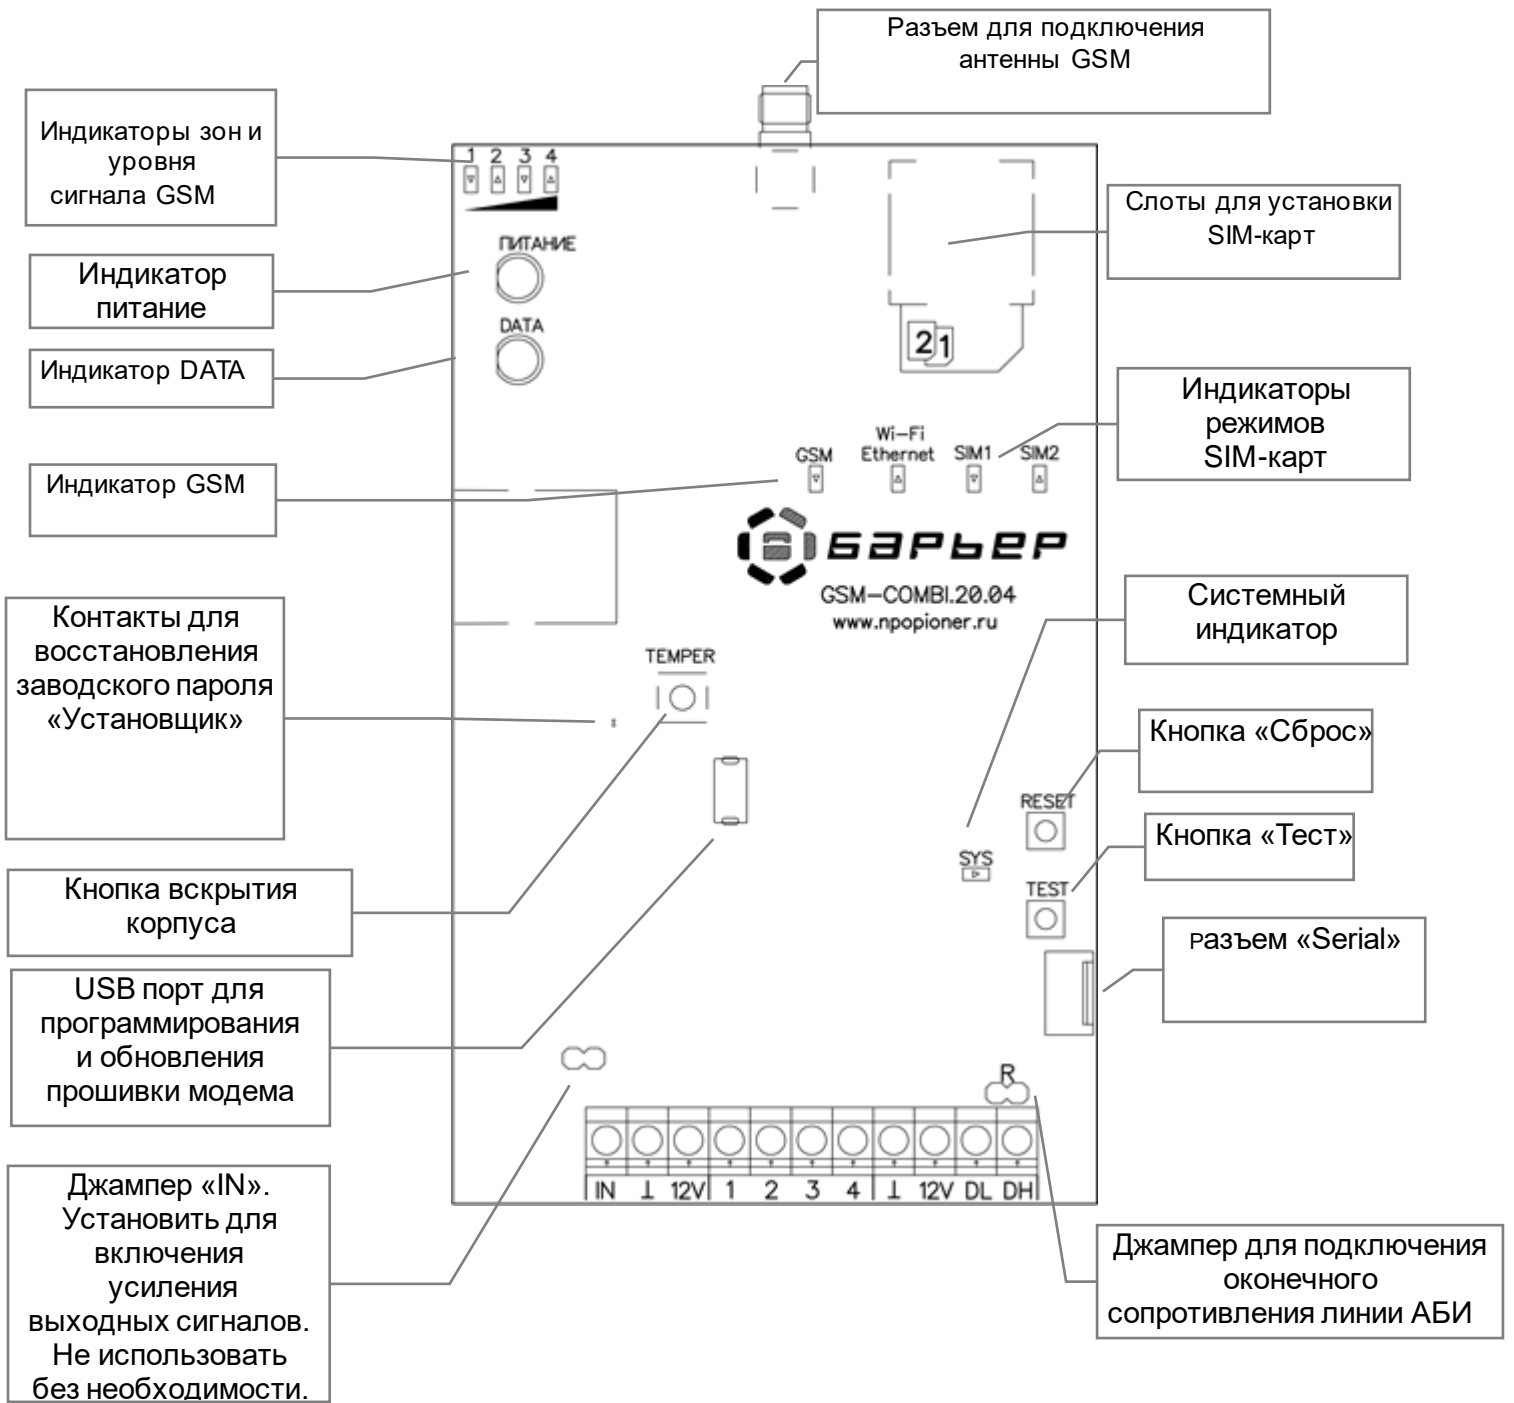 Разъем для подключения
антенны GSM
Индикаторы зон и
уровня
сигнала GSM
Индикатор
питание
Индикатор DATA
Индикатор GSM
Контакты для
восстановления
заводского пароля
«Установщик»
Кнопка вскрытия
корпуса
USB порт для
программирования
и обновления
прошивки модема
Джампер «IN».
Установить для
включения
усиления
выходных сигналов.
Не использовать
без необходимости.
1 2 3 4
ПИТАНИЕ
DATA
21
GSM
Wi-Fi
Ethernet
SIM1
SIM2
БАРЬЕР
GSM-COMBI.20.04
www.npopioner.ru
TEMPER
RESET
SYS
TEST
R
IN ⊥ 12V 1 2 3 4 ⊥ 12V DL DH
Слоты для установки
SIM-карт
Индикаторы
режимов
SIM-карт
Системный
индикатор
Кнопка «Сброс»
Кнопка «Тест»
Разъем «Serial»
Джампер для подключения
оконечного
сопротивления линии АБИ